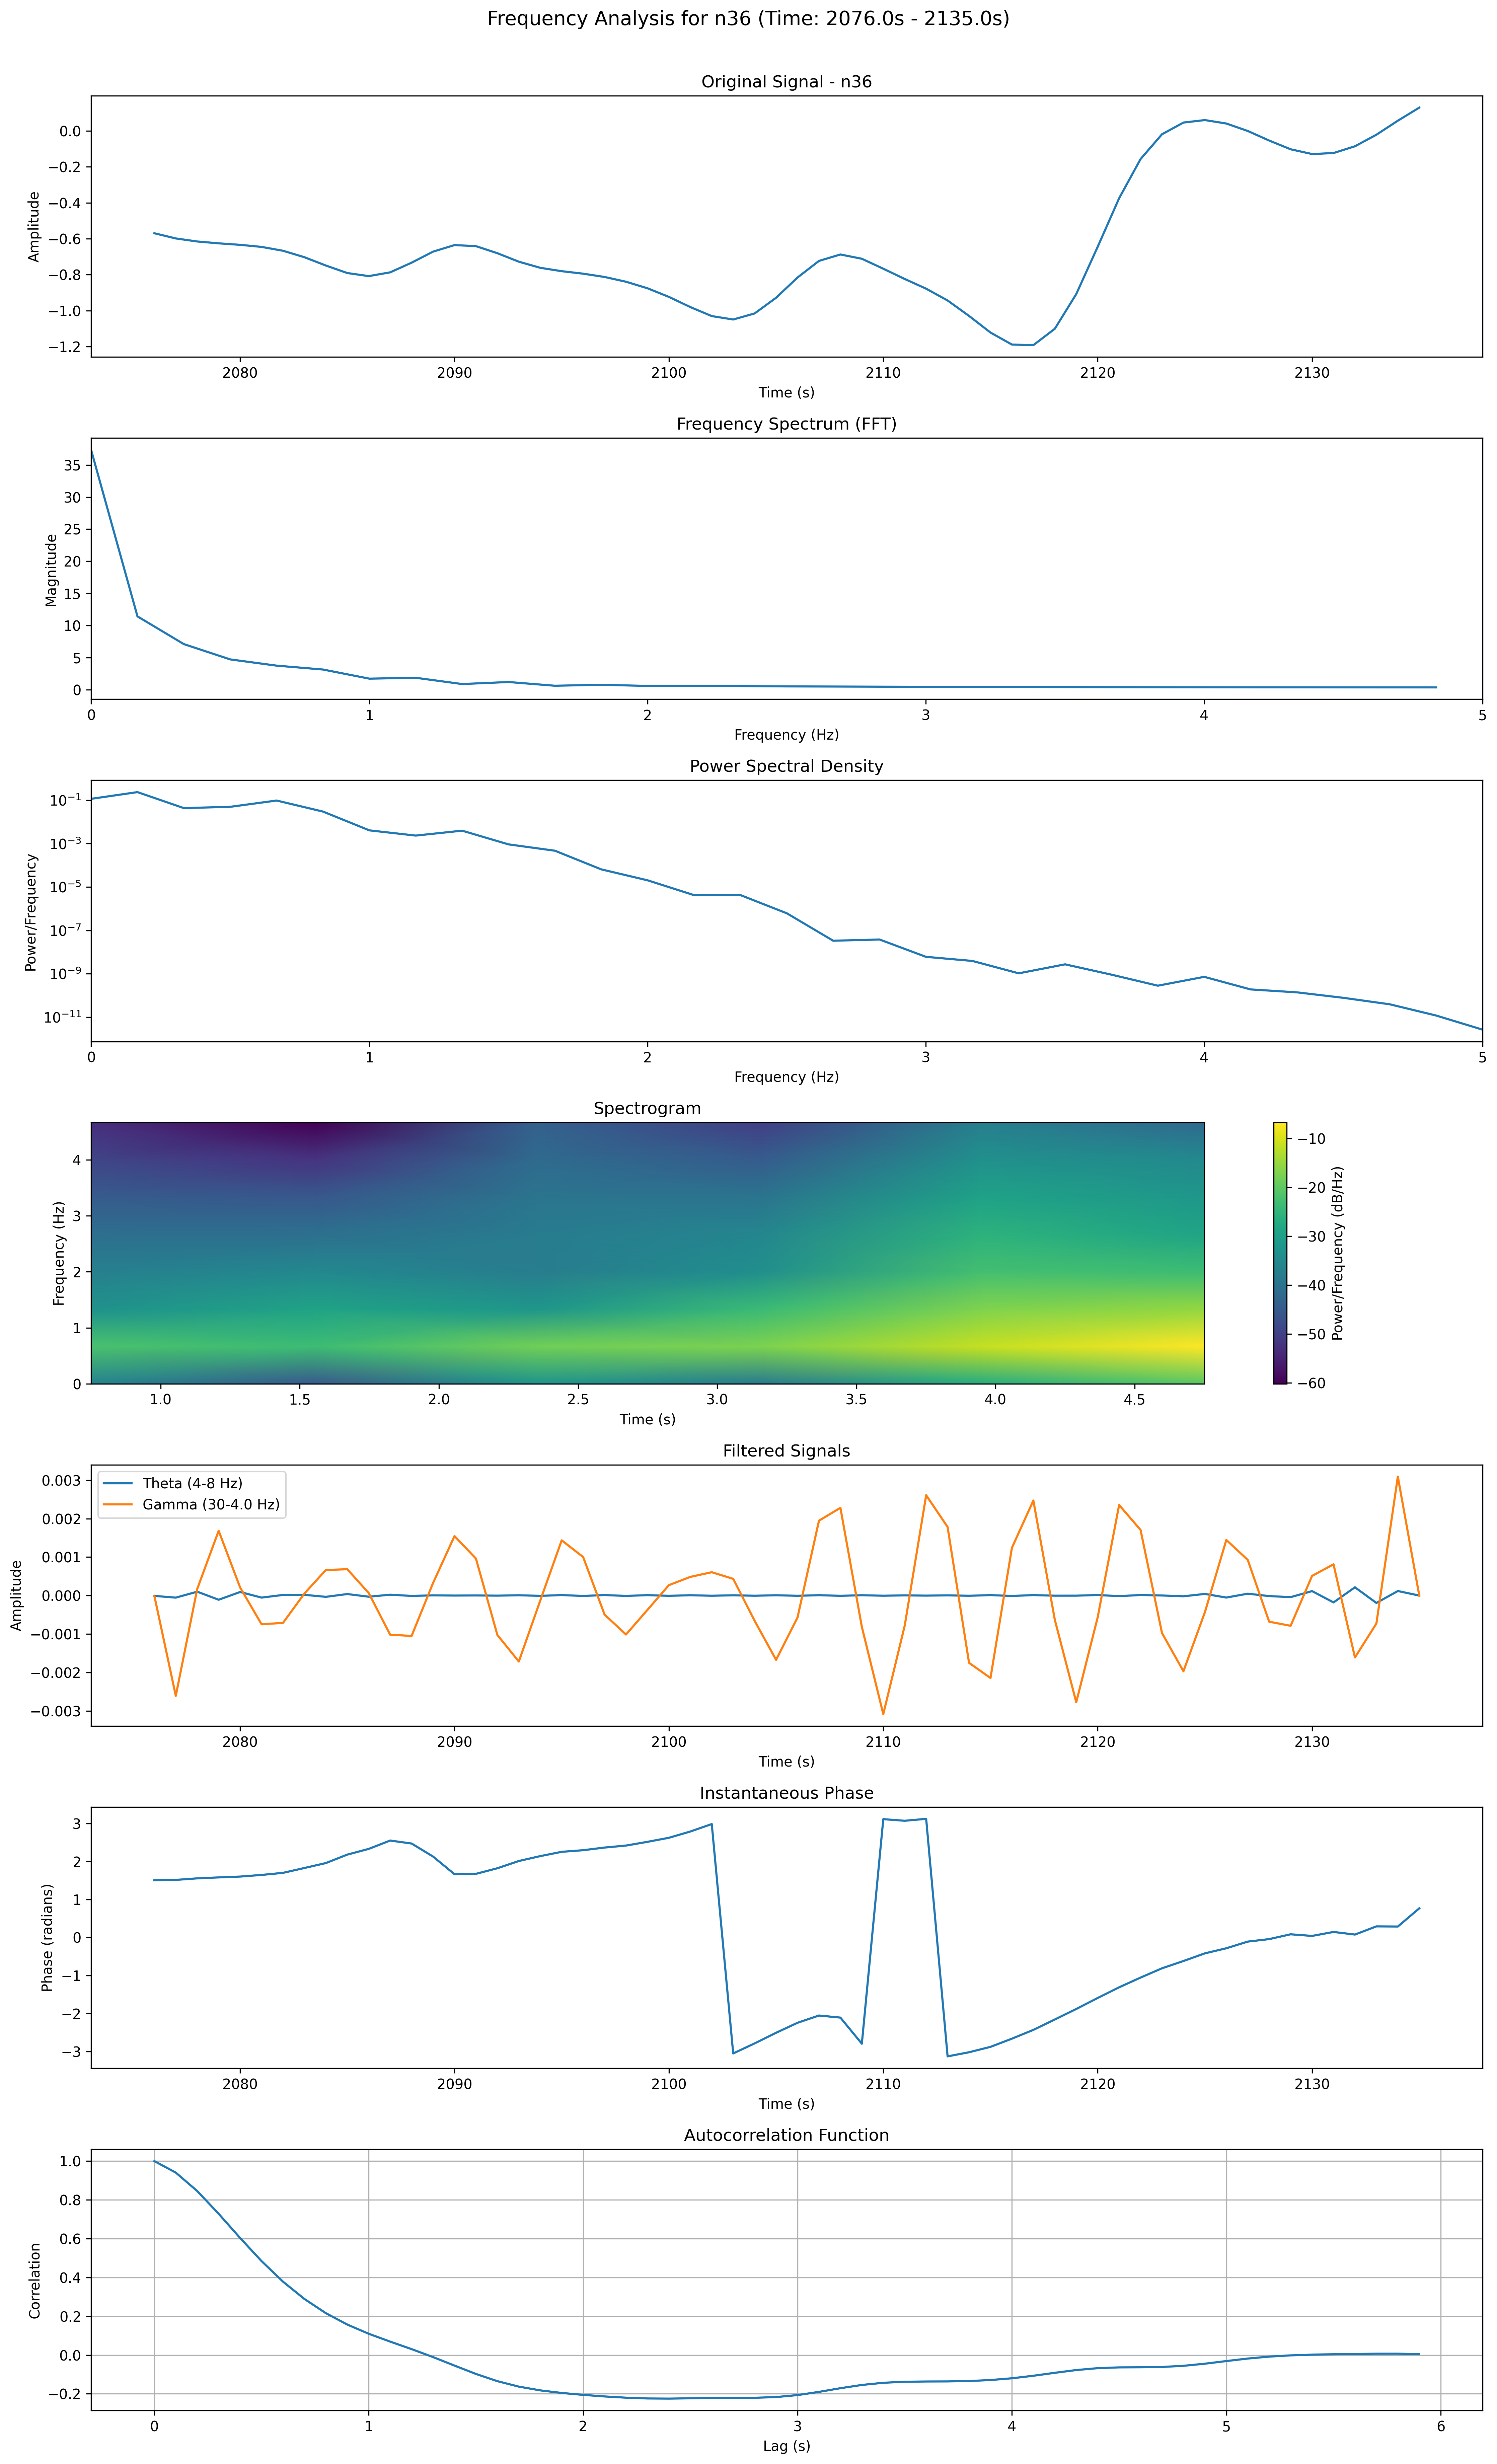 Frequency Analysis for n36 (Time: 2076.0s - 2135.0s)
Original Signal - n36
0.0
−0.2
−0.4
−0.6
−0.8
−1.0
−1.2
Amplitude
2080 2090 2100 2110 2120 2130
Time (s)
Frequency Spectrum (FFT)
35
30
25
20
15
10
5
0
Magnitude
0 1 2 3 4 5
Frequency (Hz)
Power Spectral Density
10⁻¹
10⁻³
10⁻⁵
10⁻⁷
10⁻⁹
10⁻¹¹
Power/Frequency
0 1 2 3 4 5
Frequency (Hz)
Spectrogram
4
3
2
1
0
Frequency (Hz)
1.0 1.5 2.0 2.5 3.0 3.5 4.0 4.5
Time (s)
−10
−20
−30
−40
−50
−60
Power/Frequency (dB/Hz)
Filtered Signals
Theta (4-8 Hz)
Gamma (30-4.0 Hz)
0.003
0.002
0.001
0.000
−0.001
−0.002
−0.003
Amplitude
2080 2090 2100 2110 2120 2130
Time (s)
Instantaneous Phase
3
2
1
0
−1
−2
−3
Phase (radians)
2080 2090 2100 2110 2120 2130
Time (s)
Autocorrelation Function
1.0
0.8
0.6
0.4
0.2
0.0
−0.2
Correlation
0 1 2 3 4 5 6
Lag (s)